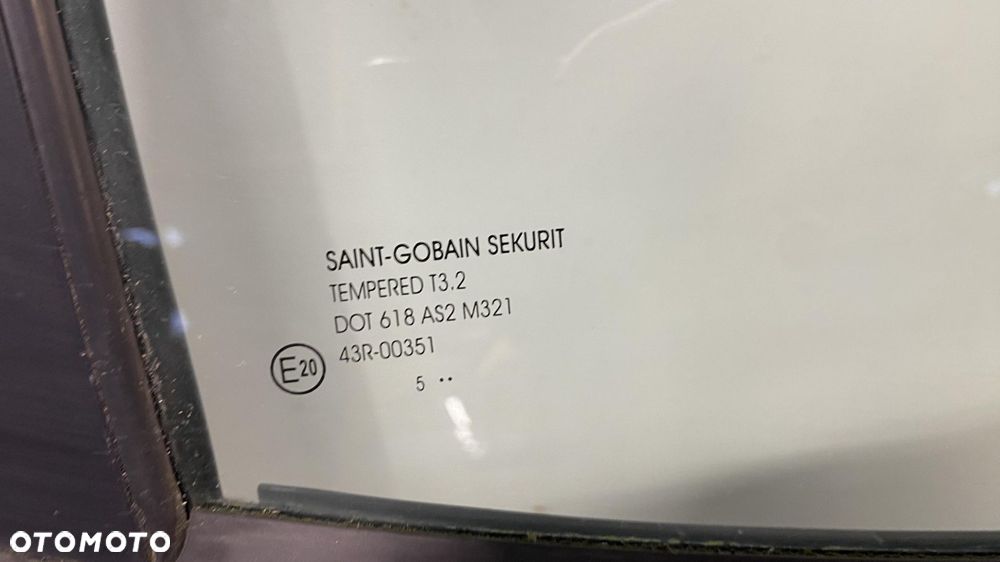 SAINT-GOBAIN SEKURIT
TEMPERED T3.2
DOT 618 AS2 M321
43R-00351
E20
5 ··
OTOMOTO